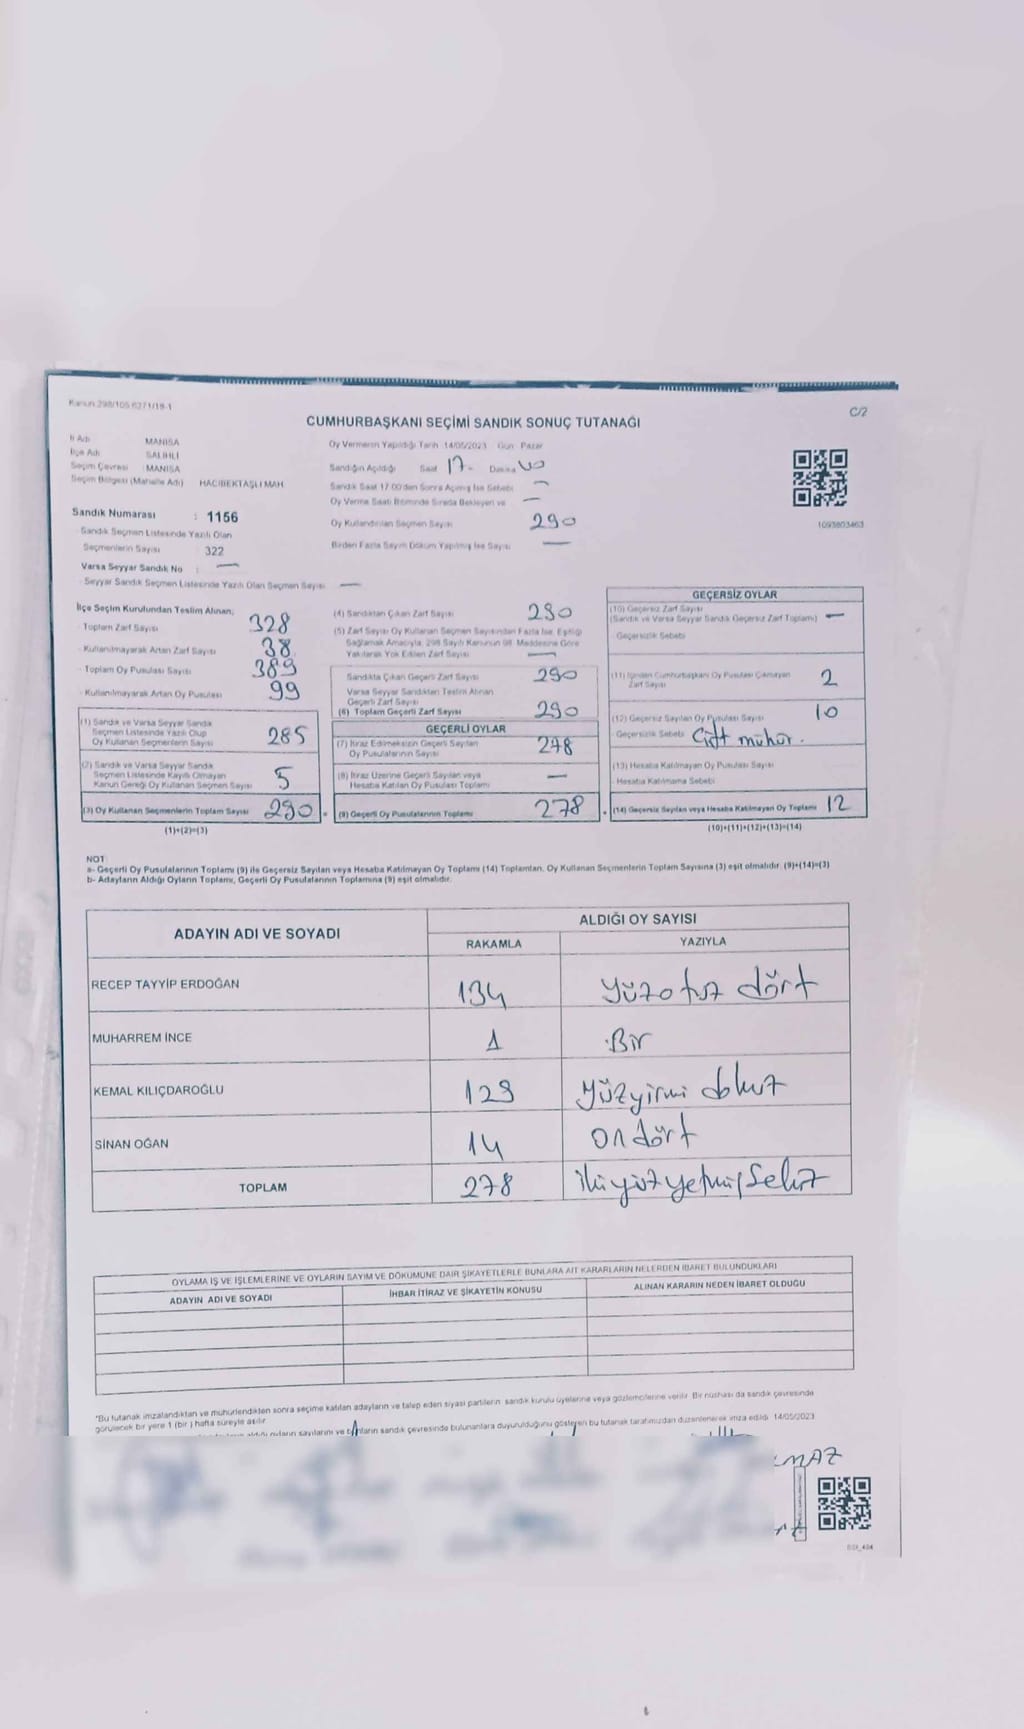 Kanun:298/105.6271/18-1
C/2
CUMHURBAŞKANI SEÇİMİ SANDIK SONUÇ TUTANAĞI
İl Adı MANİSA
İlçe Adı SALİHLİ
Seçim Çevresi : MANİSA
Seçim Bölgesi (Mahalle Adı) HACIBEKTAŞLI MAH
Sandık Numarası : 1156
Sandık Seçmen Listesinde Yazılı Olan
Seçmenlerin Sayısı : 322
Varsa Seyyar Sandık No : —
- Seyyar Sandık Seçmen Listesinde Yazılı Olan Seçmen Sayısı —
Oy Vermenin Yapıldığı Tarih 14/05/2023 Gün Pazar
Sandığın Açıldığı Saat 17- Dakika
Sandık Saat 17:00'den Sonra Açılmış İse Sebebi —
Oy Verme Saati Bitiminde Sırada Bekleyen ve —
Oy Kullandırılan Seçmen Sayısı 290
Birden Fazla Sayım Döküm Yapılmış İse Sayısı —
1093803463
İlçe Seçim Kurulundan Teslim Alınan;
- Toplam Zarf Sayısı 328
- Kullanılmayarak Artan Zarf Sayısı 38
- Toplam Oy Pusulası Sayısı 389
- Kullanılmayarak Artan Oy Pusulası 99
(1) Sandık ve Varsa Seyyar Sandık
Seçmen Listesinde Yazılı Olup
Oy Kullanan Seçmenlerin Sayısı 285
(2) Sandık ve Varsa Seyyar Sandık
Seçmen Listesinde Kayıtlı Olmayan
Kanun Gereği Oy Kullanan Seçmen Sayısı 5
(3) Oy Kullanan Seçmenlerin Toplam Sayısı 290 =
(1)+(2)=(3)
(4) Sandıktan Çıkan Zarf Sayısı 290
(5) Zarf Sayısı Oy Kullanan Seçmen Sayısından Fazla İse, Eşitliği
Sağlamak Amacıyla, 298 Sayılı Kanunun 98. Maddesine Göre
Yakılarak Yok Edilen Zarf Sayısı —
Sandıkta Çıkan Geçerli Zarf Sayısı 290
Varsa Seyyar Sandıktan Teslim Alınan
Geçerli Zarf Sayısı
(6) Toplam Geçerli Zarf Sayısı 290
GEÇERLİ OYLAR
(7) İtiraz Edilmeksizin Geçerli Sayılan
Oy Pusulalarının Sayısı 278
(8) İtiraz Üzerine Geçerli Sayılan veya
Hesaba Katılan Oy Pusulası Toplamı —
(9) Geçerli Oy Pusulalarının Toplamı 278 +
GEÇERSİZ OYLAR
(10) Geçersiz Zarf Sayısı
(Sandık ve Varsa Seyyar Sandık Geçersiz Zarf Toplamı) —
- Geçersizlik Sebebi
(11) İçinden Cumhurbaşkanı Oy Pusulası Çıkmayan
Zarf Sayısı 2
(12) Geçersiz Sayılan Oy Pusulası Sayısı 10
- Geçersizlik Sebebi Çift mühür.
(13) Hesaba Katılmayan Oy Pusulası Sayısı
- Hesaba Katılmama Sebebi
(14) Geçersiz Sayılan veya Hesaba Katılmayan Oy Toplamı 12
(10)+(11)+(12)+(13)=(14)
NOT
a- Geçerli Oy Pusulalarının Toplamı (9) ile Geçersiz Sayılan veya Hesaba Katılmayan Oy Toplamı (14) Toplamları, Oy Kullanan Seçmenlerin Toplam Sayısına (3) eşit olmalıdır. (9)+(14)=(3)
b- Adayların Aldığı Oyların Toplamı, Geçerli Oy Pusulalarının Toplamına (9) eşit olmalıdır.
ADAYIN ADI VE SOYADI
ALDIĞI OY SAYISI
RAKAMLA YAZIYLA
RECEP TAYYİP ERDOĞAN 134 yüzotuz dört
MUHARREM İNCE 1 Bir
KEMAL KILIÇDAROĞLU 129 yüzyirmi dokuz
SİNAN OĞAN 14 on dört
TOPLAM 278 ikiyüzyetmişsekiz
OYLAMA İŞ VE İŞLEMLERİNE VE OYLARIN SAYIM VE DÖKÜMÜNE DAİR ŞİKAYETLERLE BUNLARA AİT KARARLARIN NELERDEN İBARET BULUNDUKLARI
ADAYIN ADI VE SOYADI İHBAR İTİRAZ VE ŞİKAYETİN KONUSU ALINAN KARARIN NEDEN İBARET OLDUĞU
*Bu tutanak imzalandıktan ve mühürlendikten sonra seçime katılan adayların ve talep eden siyasi partilerin sandık kurulu üyelerine veya gözlemcilerine verilir. Bir nüshası da sandık çevresinde
görülecek bir yere 1 (bir) hafta süreyle asılır.
aldığı oyların sayılarını ve bunların sandık çevresinde bulunanlara duyurulduğunu gösteren bu tutanak tarafımızdan düzenlenerek imza edildi. 14/05/2023
MAZ